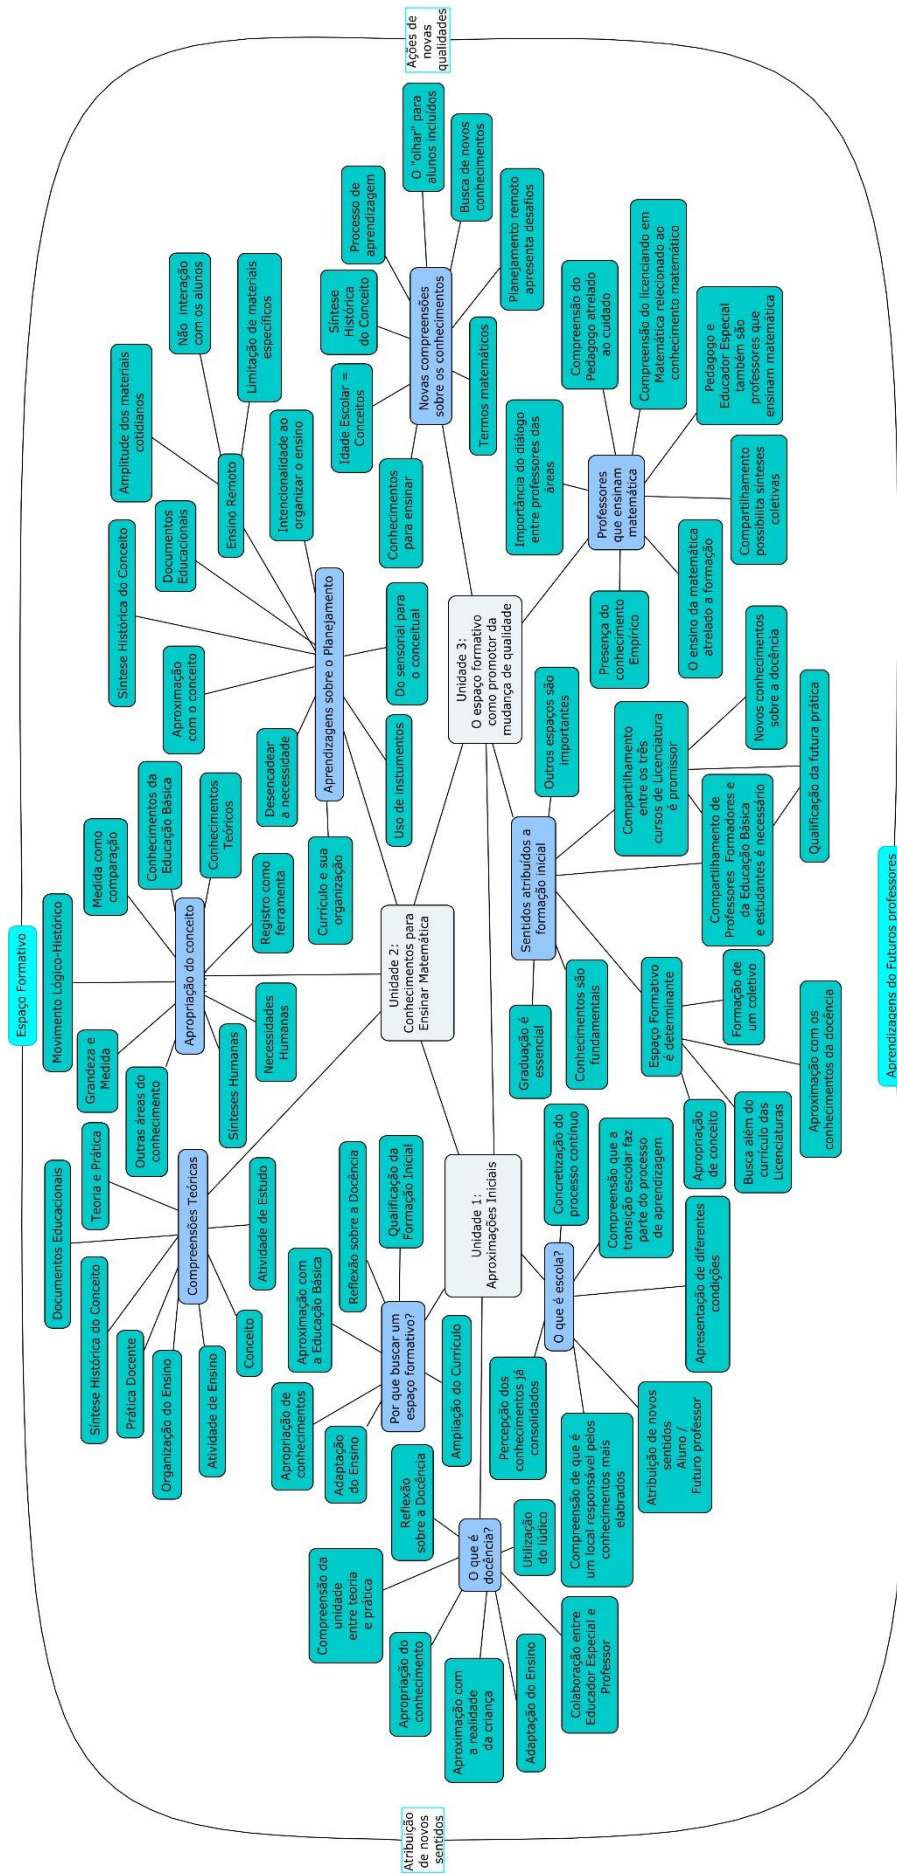 Espaço Formativo
Atribuição
de novos
sentidos
Ações de
novas
qualidades
Aprendizagens do Futuros professores
Unidade 1:
Aproximações Iniciais
O que é
docência?
Compreensão da
unidade
entre teoria
e prática
Reflexão
sobre a Docência
Apropriação do
conhecimento
Aproximação com
a realidade
da criança
Adaptação do Ensino
Colaboração entre
Educador Especial e
Professor
Utilização
do lúdico
Por que buscar um
espaço formativo?
Adaptação
do Ensino
Apropriação de
conhecimentos
Aproximação com
a Educação Básica
Reflexão sobre a Docência
Qualificação da
Formação Inicial
Ampliação do Currículo
O que é escola?
Percepção dos
conhecimentos já
consolidados
Compreensão de que é
um local responsável pelos
conhecimentos mais
elabrados
Atribuição de novos
sentidos
Aluno /
Futuro professor
Apresentação de diferentes
condições
Compreensão que a
transição escolar faz
parte do processo
de aprendizagem
Concretização do
processo contínuo
Unidade 2:
Conhecimentos para
Ensinar Matemática
Compreensões Teóricas
Documentos Educacionais
Teoria e Prática
Síntese Histórica do Conceito
Prática Docente
Organização do Ensino
Atividade de Ensino
Conceito
Atividade de Estudo
Apropriação do conceito
Outras áreas do
conhecimento
Grandeza e
Medida
Movimento Lógico-Histórico
Medida como
comparação
Conhecimentos da
Educação Básica
Conhecimentos
Teóricos
Registro como
ferramenta
Necessidades
Humanas
Sínteses Humanas
Aprendizagens sobre o Planejamento
Currículo e sua
organização
Desencadear
a necessidade
Aproximação
com o conceito
Síntese Histórica do Conceito
Documentos
Educacionais
Ensino Remoto
Amplitude dos materiais
cotidianos
Não interação
com os alunos
Limitação de materiais
específicos
Intencionalidade ao
organizar o ensino
Do sensorial para
o conceitual
Uso de instumentos
Unidade 3:
O espaço formativo
como promotor da
mudança de qualidade
Novas compreensões
sobre os conhecimentos
Conhecimentos
para ensinar
Idade Escolar =
Conceitos
Síntese
Histórica
do Conceito
Processo de
aprendizagem
O "olhar" para
alunos incluídos
Busca de novos
conhecimentos
Planejamento remoto
apresenta desafios
Termos matemáticos
Professores
que ensinam
matemática
Importância do diálogo
entre professores das
áreas
Compreensão do
Pedagogo atrelado
ao cuidado
Compreensão do licenciando em
Matemática relecionado ao
conhecimento matemático
Pedagogo e
Educador Especial
também são
professores que
ensinam matemática
Compartilhamento
possibilita sínteses
coletivas
O ensino da matemática
atrelado a formação
Presença do
conhecimento
Empírico
Sentidos atribuídos a
formação inicial
Outros espaços são
importantes
Graduação é
essencial
Conhecimentos são
fundamentais
Compartilhamento
entre os três
cursos de Licenciatura
é promissor
Novos conhecimentos
sobre a docência
Qualificação da futura prática
Compartilhamento de
Professores Formadores e
da Educação Básica
e estudantes é necessário
Espaço Formativo
é determinante
Apropriação
de conceito
Busca além do
currículo das
Licenciaturas
Aproximação com os
conhecimentos da docência
Formação de
um coletivo